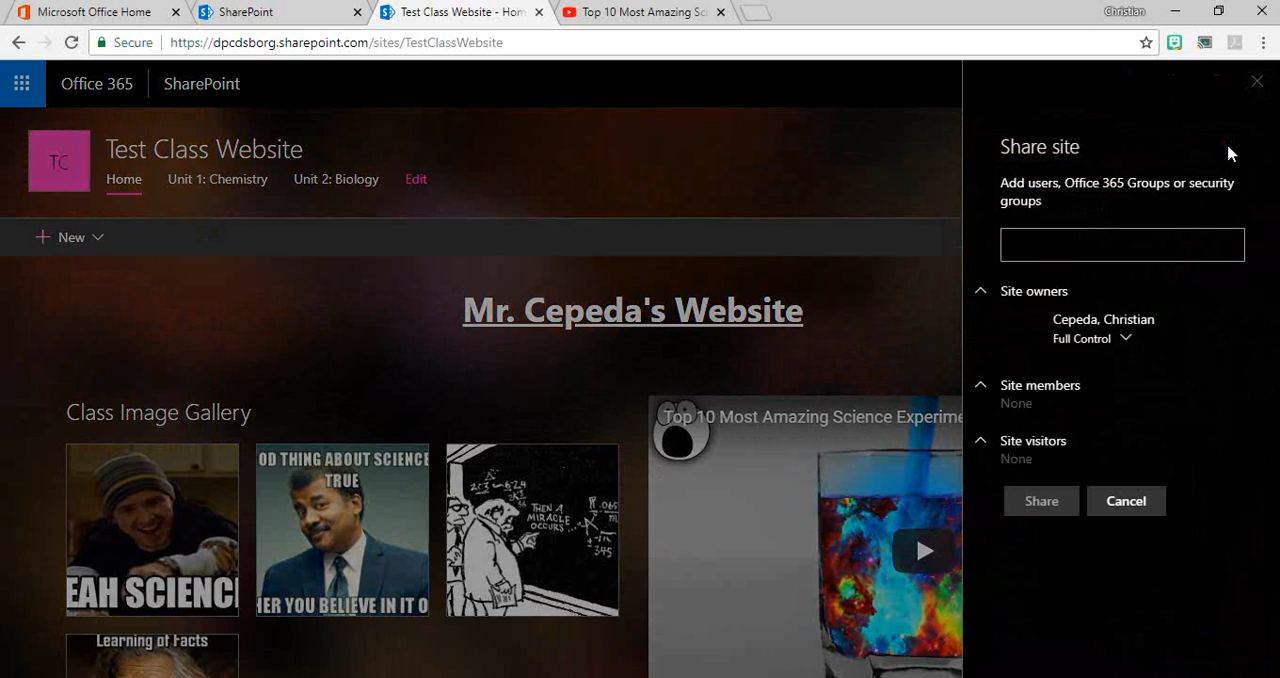 Microsoft Office Home
SharePoint
Test Class Website - Hom
Top 10 Most Amazing Sci
Christian
Secure
https://dpcdsborg.sharepoint.com/sites/TestClassWebsite
Office 365
SharePoint
TC
Test Class Website
Home
Unit 1: Chemistry
Unit 2: Biology
Edit
New
Mr. Cepeda's Website
Class Image Gallery
EAH SCIENC
OD THING ABOUT SCIENCE
TRUE
HER YOU BELIEVE IN IT O
THEN A
MIRACLE
OCCURS
Learning of Facts
Top 10 Most Amazing Science Experime
Share site
Add users, Office 365 Groups or security
groups
Site owners
Cepeda, Christian
Full Control
Site members
None
Site visitors
None
Share
Cancel